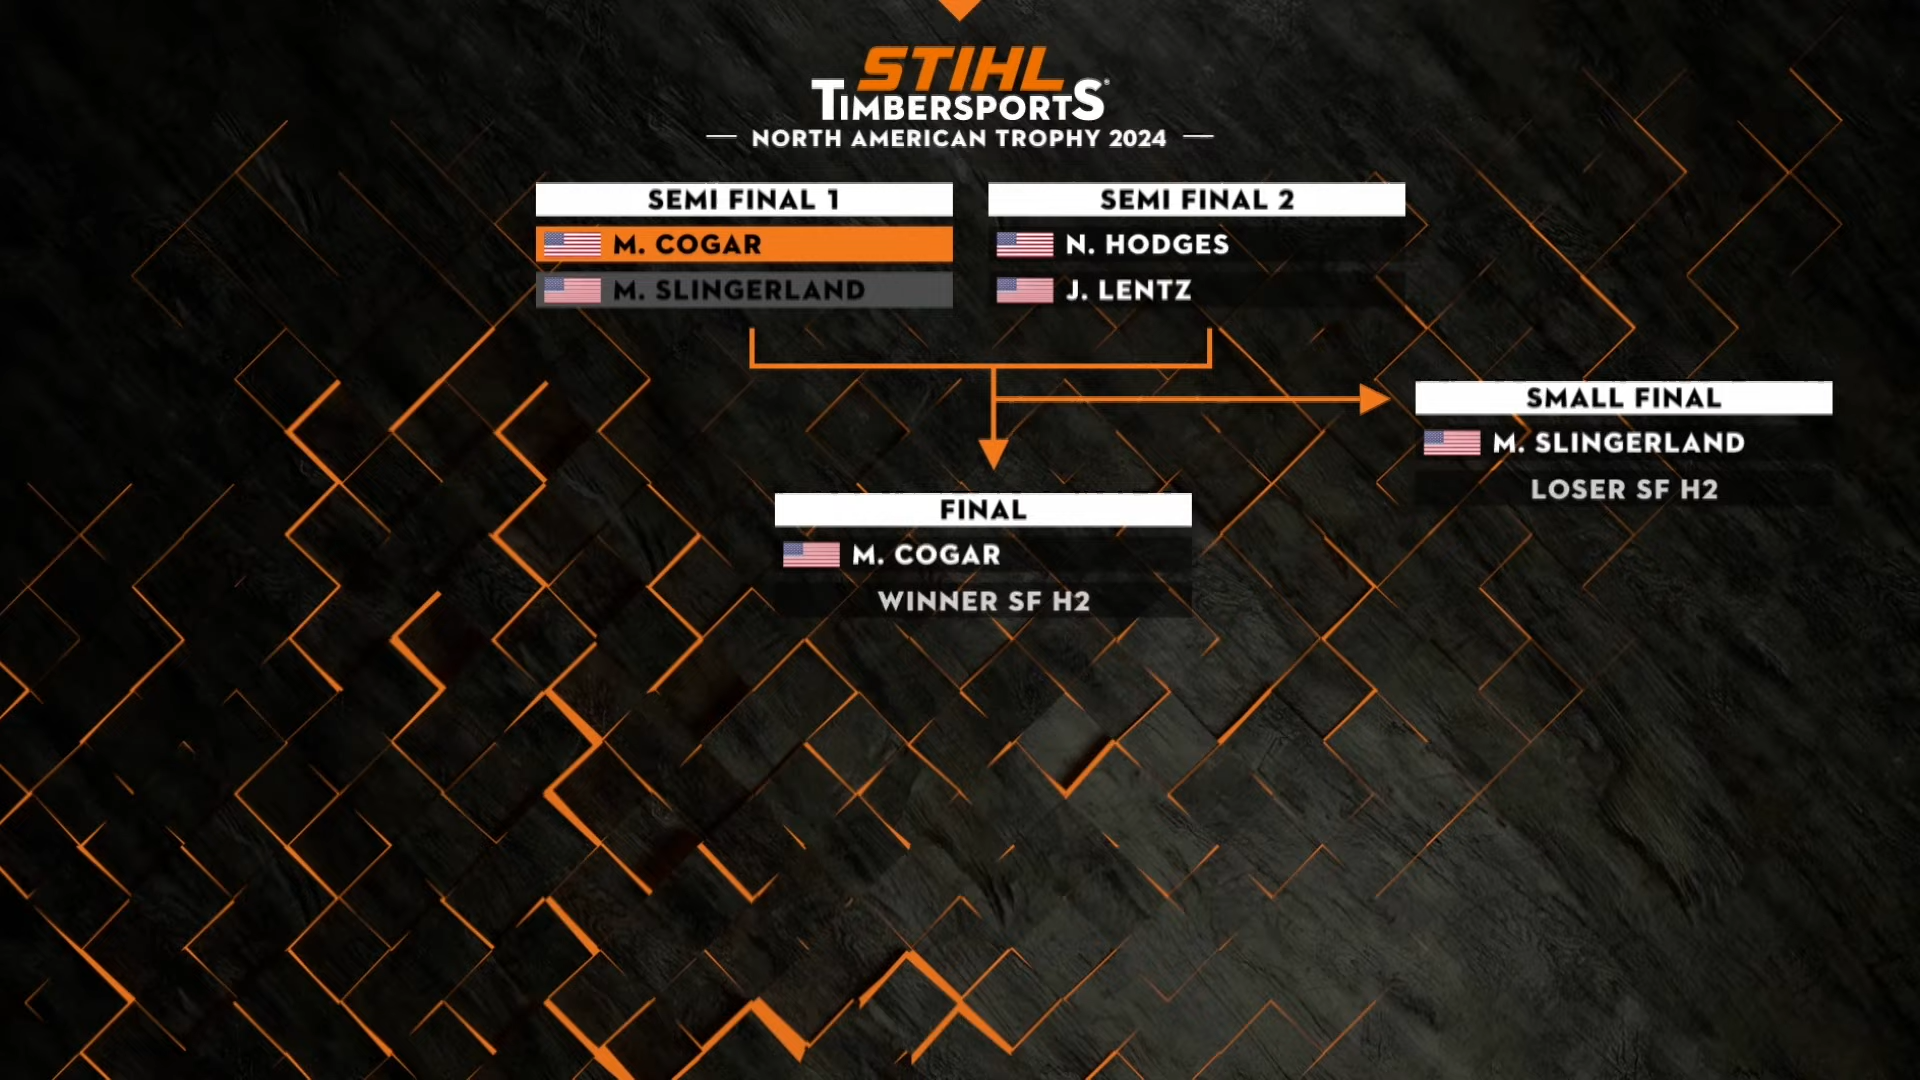 STIHL
TIMBERSPORTS®
NORTH AMERICAN TROPHY 2024
SEMI FINAL 1
M. COGAR
M. SLINGERLAND
SEMI FINAL 2
N. HODGES
J. LENTZ
SMALL FINAL
M. SLINGERLAND
LOSER SF H2
FINAL
M. COGAR
WINNER SF H2